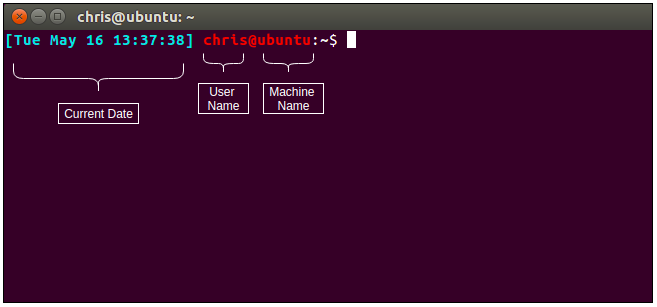 chris@ubuntu: ~
[Tue May 16 13:37:38] chris@ubuntu:~$
Current Date
User Name
Machine Name